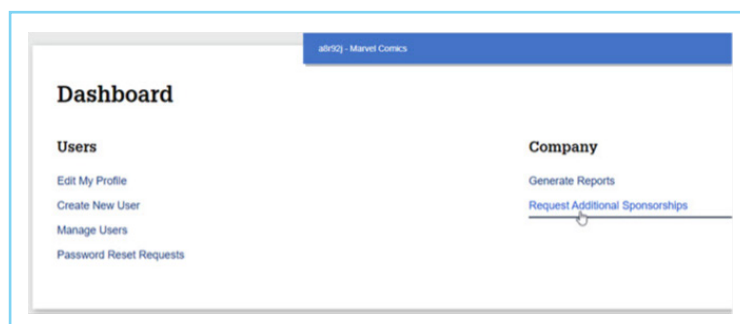 a8r92j - Marvel Comics
Dashboard
Users
Edit My Profile
Create New User
Manage Users
Password Reset Requests
Company
Generate Reports
Request Additional Sponsorships